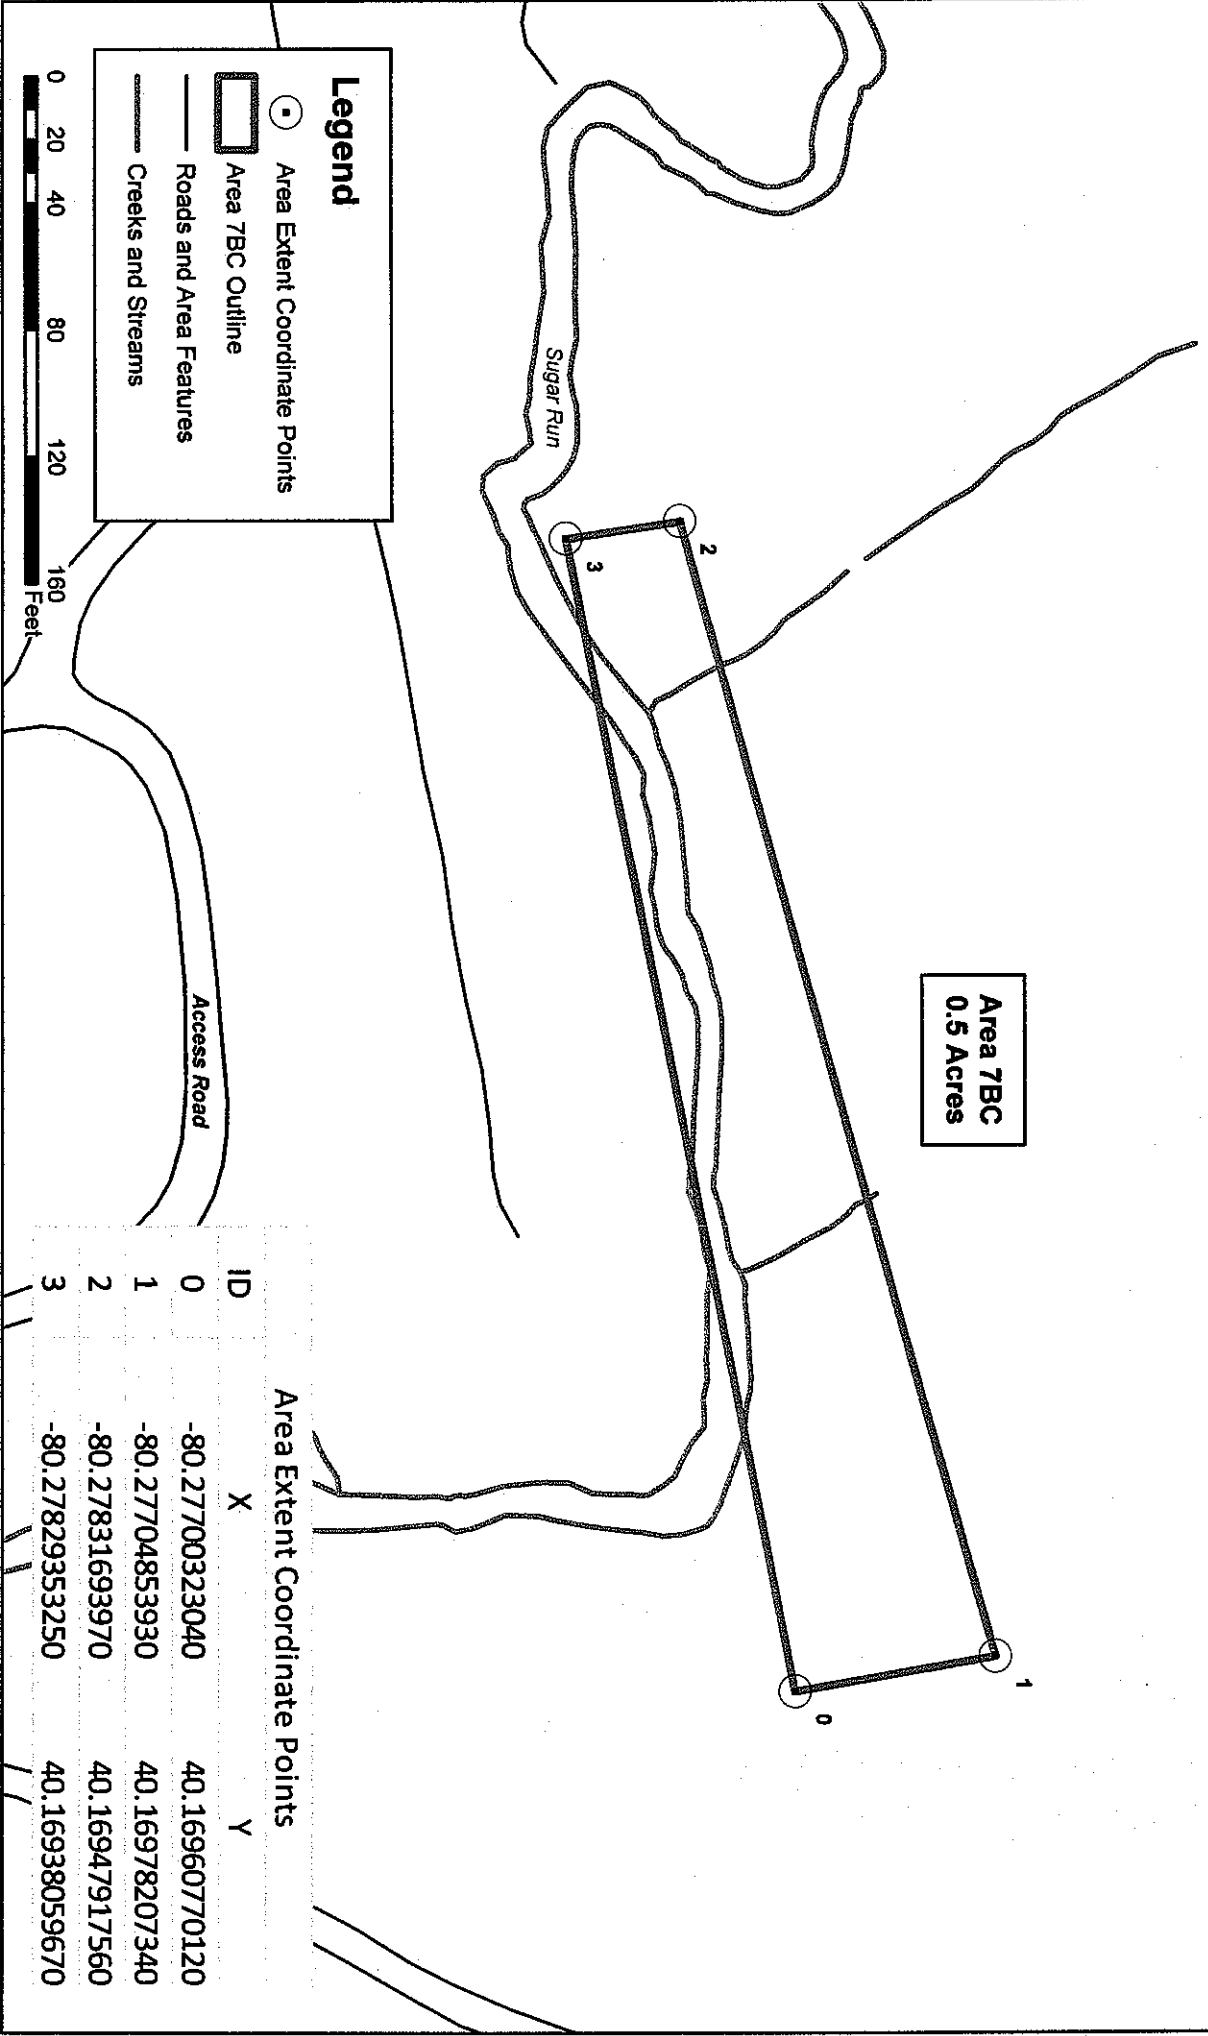 Area 7BC
0.5 Acres
1
0
2
3
Sugar Run
Access Road
Legend
Area Extent Coordinate Points
Area 7BC Outline
Roads and Area Features
Creeks and Streams
0 20 40 80 120 160
Feet
Area Extent Coordinate Points
ID X Y
0 -80.27700323040 40.16960770120
1 -80.27704853930 40.16978207340
2 -80.27831693970 40.16947917560
3 -80.27829353250 40.16938059670